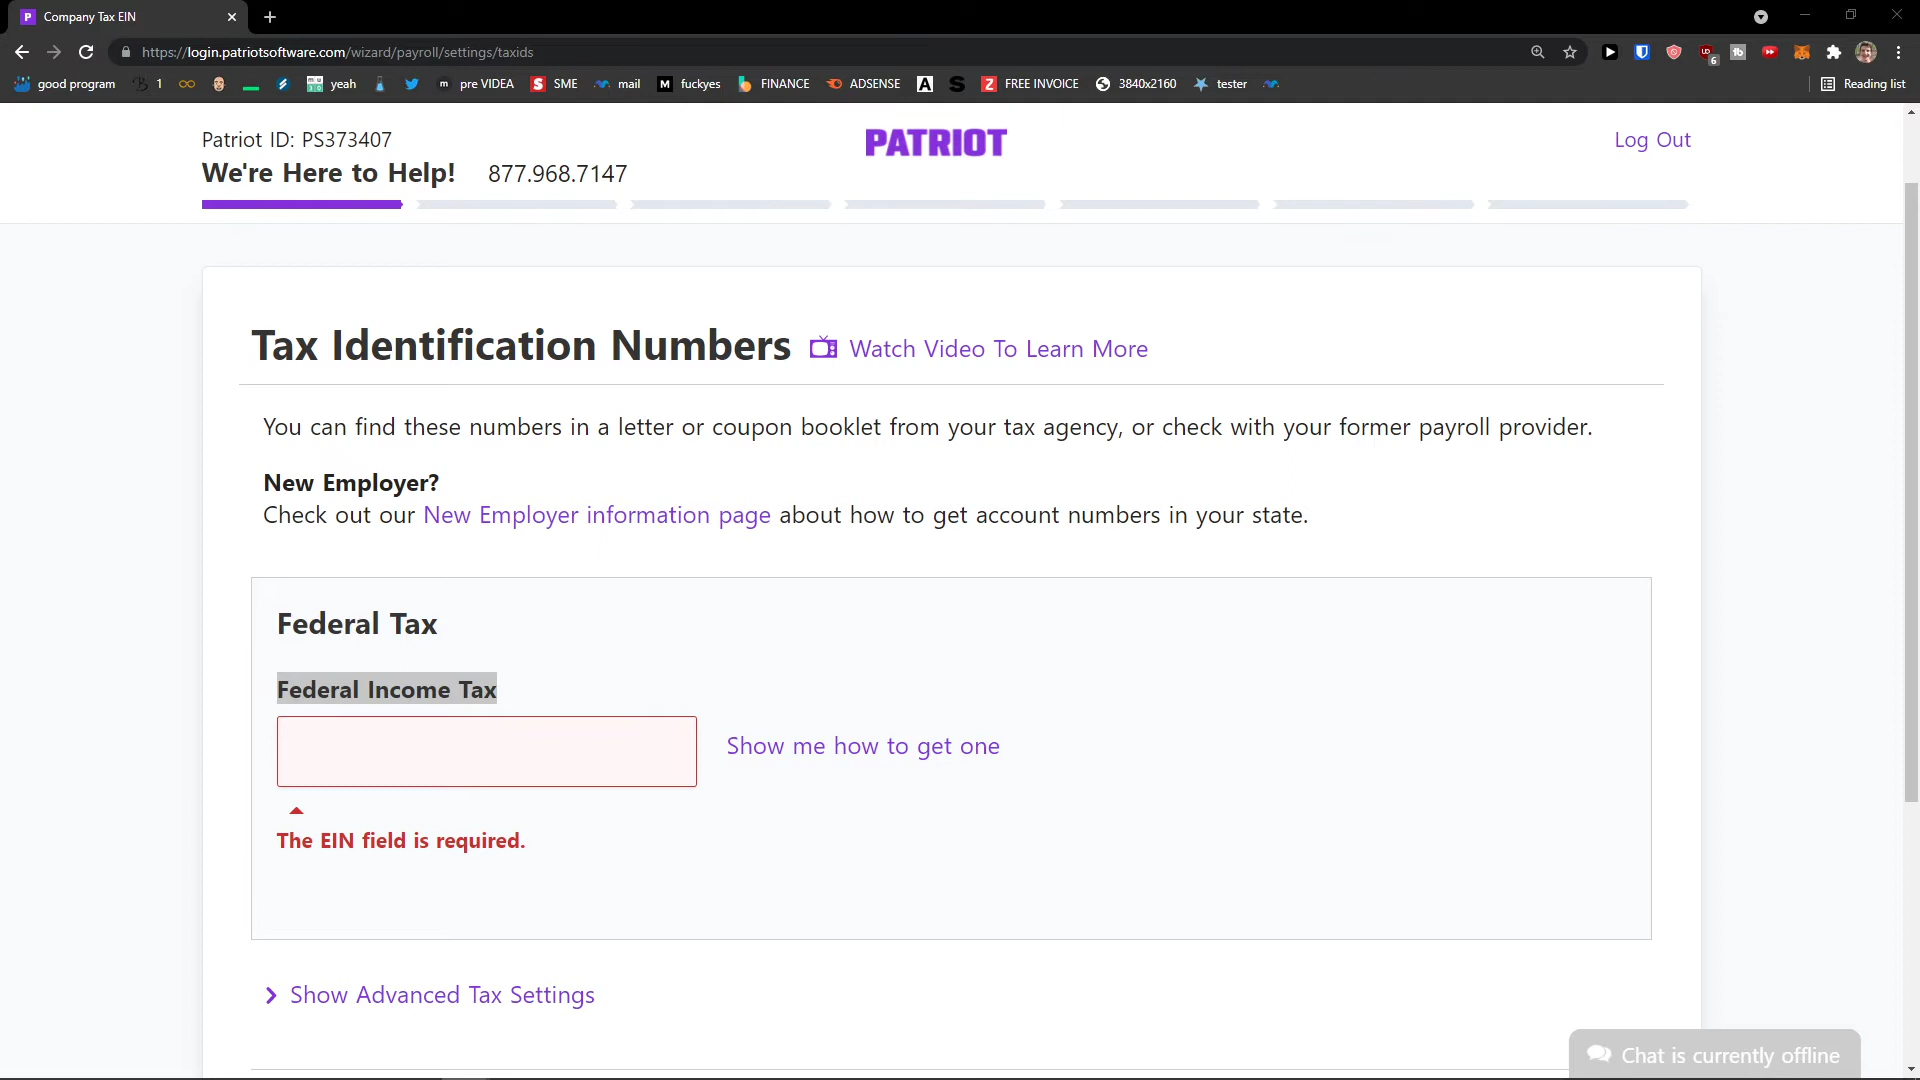 Company Tax EIN
https://login.patriotsoftware.com/wizard/payroll/settings/taxids
good program 1 yeah pre VIDEA SME mail fuckyes FINANCE ADSENSE FREE INVOICE 3840x2160 tester Reading list
Patriot ID: PS373407
PATRIOT
Log Out
We're Here to Help! 877.968.7147
Tax Identification Numbers Watch Video To Learn More
You can find these numbers in a letter or coupon booklet from your tax agency, or check with your former payroll provider.
New Employer?
Check out our New Employer information page about how to get account numbers in your state.
Federal Tax
Federal Income Tax
Show me how to get one
The EIN field is required.
Show Advanced Tax Settings
Chat is currently offline